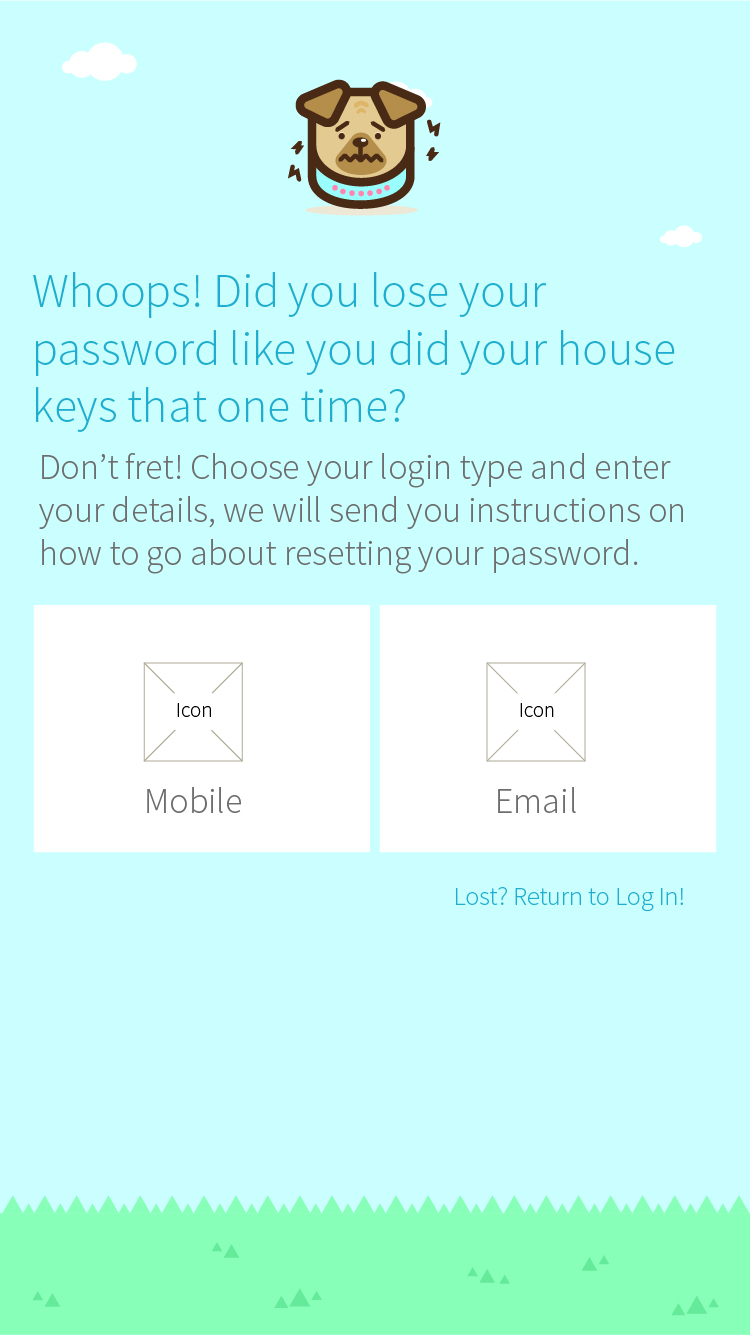 Whoops! Did you lose your
password like you did your house
keys that one time?
Don’t fret! Choose your login type and enter
your details, we will send you instructions on
how to go about resetting your password.
Icon
Icon
Mobile
Email
Lost? Return to Log In!